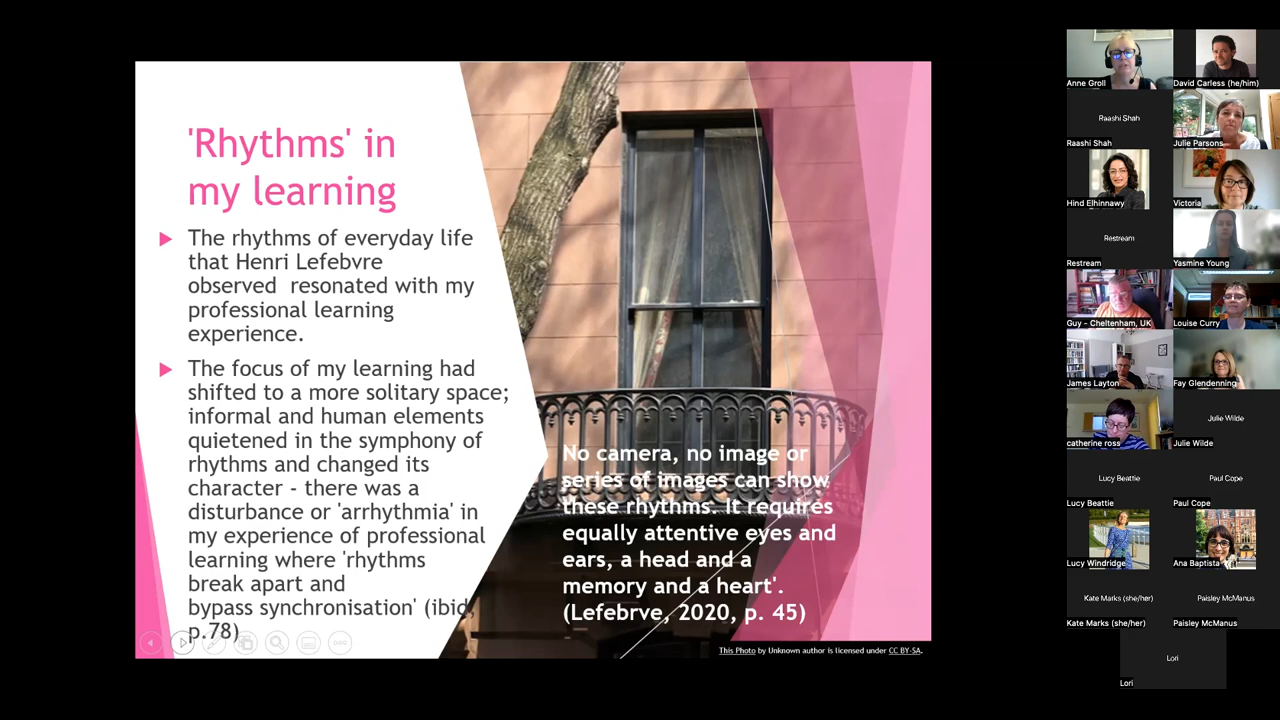 'Rhythms' in
my learning
The rhythms of everyday life
that Henri Lefebvre
observed  resonated with my
professional learning
experience.
The focus of my learning had
shifted to a more solitary space;
informal and human elements
quietened in the symphony of
rhythms and changed its
character - there was a
disturbance or 'arrhythmia' in
my experience of professional
learning where 'rhythms
break apart and
bypass synchronisation' (ibid,
p.78)
No camera, no image or
series of images can show
these rhythms. It requires
equally attentive eyes and
ears, a head and a
memory and a heart'.
(Lefebrve, 2020, p. 45)
This Photo by Unknown author is licensed under CC BY-SA.
Anne Groll
David Carless (he/him)
Raashi Shah
Raashi Shah
Julie Parsons
Hind Elhinnawy
Victoria
Restream
Restream
Yasmine Young
Guy - Cheltenham, UK
Louise Curry
James Layton
Fay Glendenning
catherine ross
Julie Wilde
Julie Wilde
Lucy Beattie
Lucy Beattie
Paul Cope
Paul Cope
Lucy Windridge
Ana Baptista
Kate Marks (she/her)
Kate Marks (she/her)
Paisley McManus
Paisley McManus
Lori
Lori